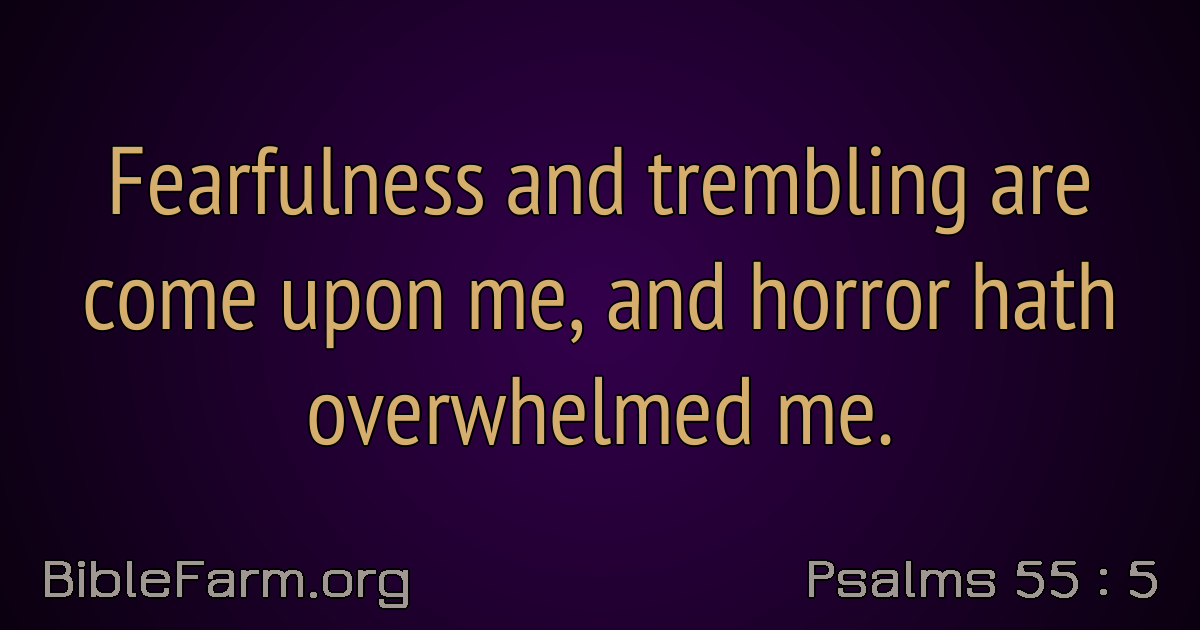 Fearfulness and trembling are
come upon me, and horror hath
overwhelmed me.
BibleFarm.org
Psalms 55 : 5